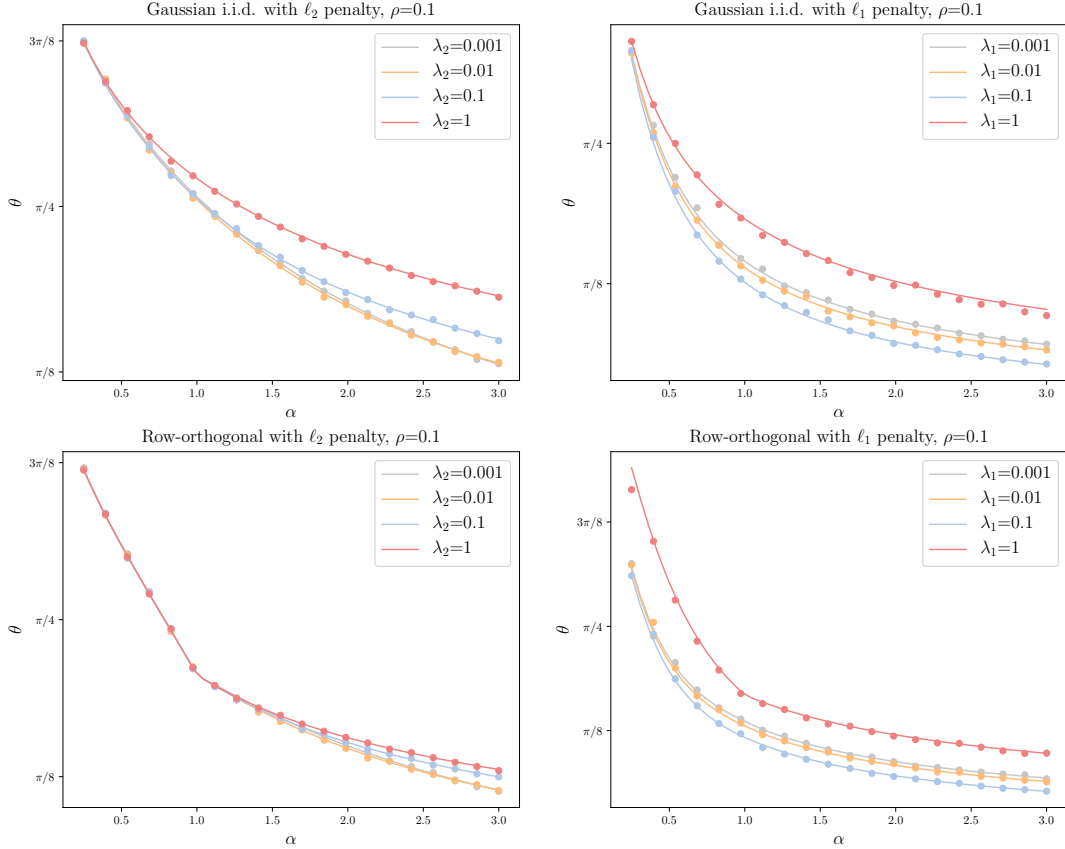 Gaussian i.i.d. with ℓ₂ penalty, ρ=0.1
3π/8
π/4
π/8
θ
0.5 1.0 1.5 2.0 2.5 3.0
α
λ₂=0.001
λ₂=0.01
λ₂=0.1
λ₂=1
Gaussian i.i.d. with ℓ₁ penalty, ρ=0.1
π/4
π/8
θ
0.5 1.0 1.5 2.0 2.5 3.0
α
λ₁=0.001
λ₁=0.01
λ₁=0.1
λ₁=1
Row-orthogonal with ℓ₂ penalty, ρ=0.1
3π/8
π/4
π/8
θ
0.5 1.0 1.5 2.0 2.5 3.0
α
λ₂=0.001
λ₂=0.01
λ₂=0.1
λ₂=1
Row-orthogonal with ℓ₁ penalty, ρ=0.1
3π/8
π/4
π/8
θ
0.5 1.0 1.5 2.0 2.5 3.0
α
λ₁=0.001
λ₁=0.01
λ₁=0.1
λ₁=1